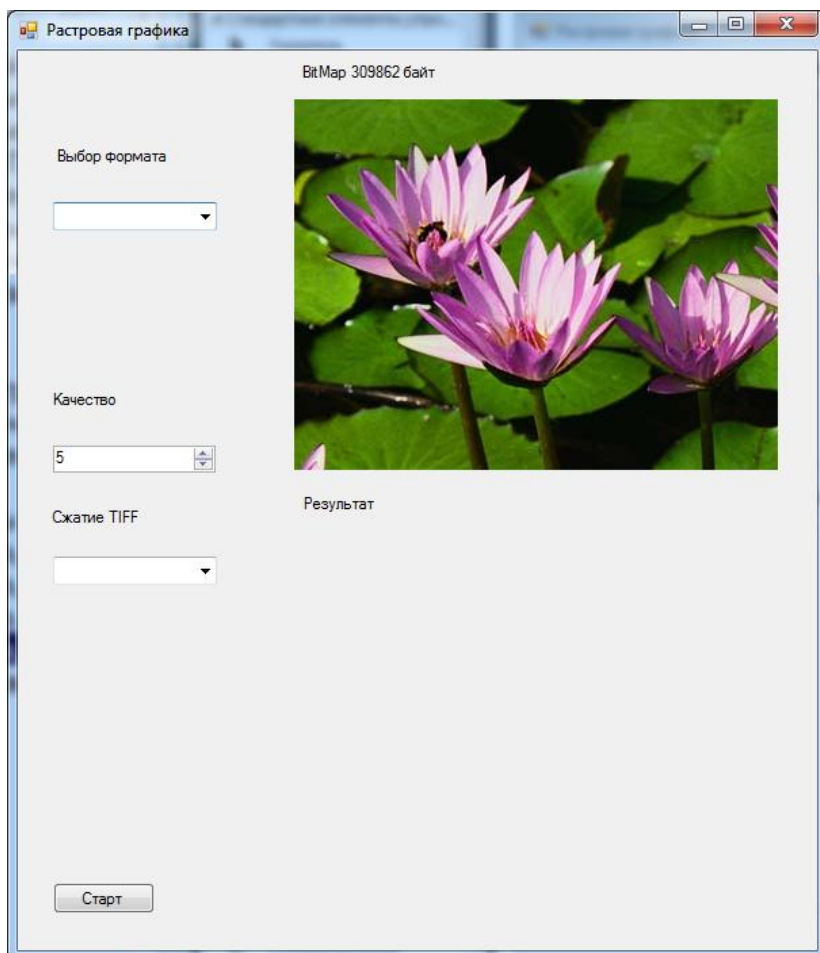 Растровая графика
BitMap 309862 байт
Выбор формата
Качество
5
Результат
Сжатие TIFF
Старт